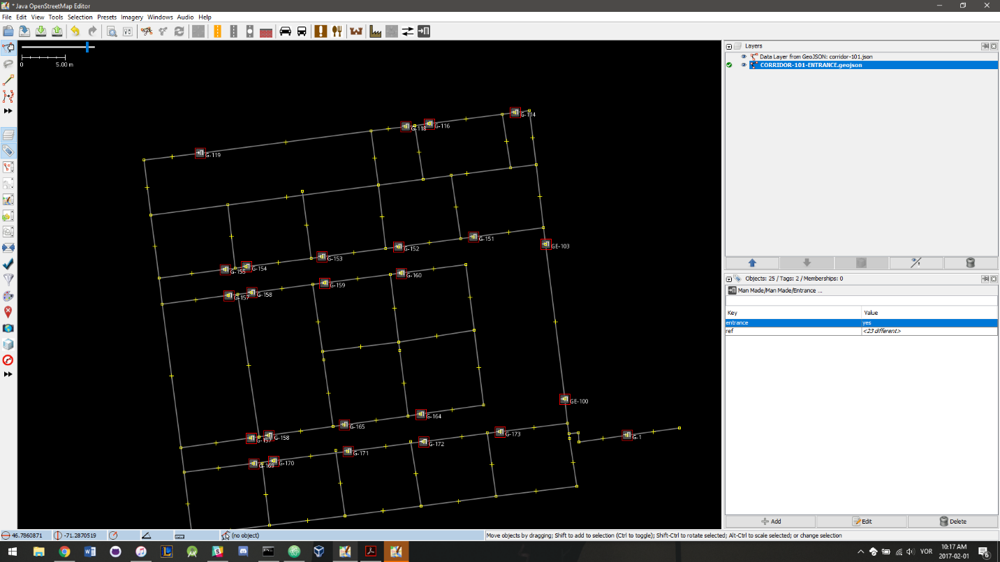 * Java OpenStreetMap Editor
File Edit View Tools Selection Presets Imagery Windows Audio Help
0 5.00 m
G-114
G-118
G-116
G-119
G-151
G-152
GE-103
G-153
G-154
G-155
G-160
G-159
G-158
G-157
GE-100
G-164
G-165
G-173
G-1
G-158
G-157
G-172
G-171
G-170
G-169
Layers
Data Layer from GeoJSON: corridor-101.json
CORRIDOR-101-ENTRANCE.geojson
Objects: 25 / Tags: 2 / Memberships: 0
Man Made/Man Made/Entrance ...
Key Value
entrance yes
ref <23 different>
Add Edit Delete
46.7860871 -71.2870519 (no object) Move objects by dragging; Shift to add to selection (Ctrl to toggle); Shift-Ctrl to rotate selected; Alt-Ctrl to scale selected; or change selection
VOR 10:17 AM
2017-02-01 6